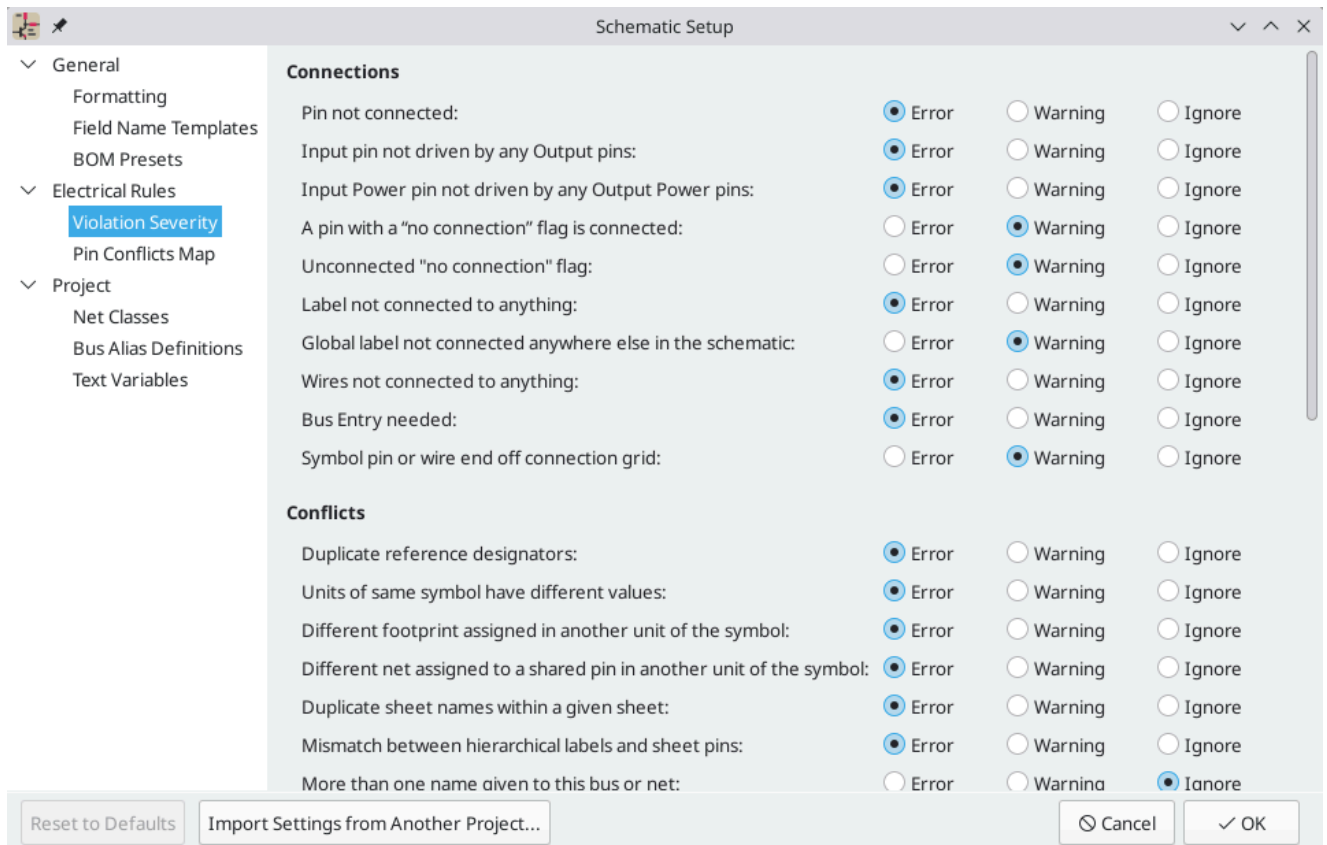 Schematic Setup
General
Formatting
Field Name Templates
BOM Presets
Electrical Rules
Violation Severity
Pin Conflicts Map
Project
Net Classes
Bus Alias Definitions
Text Variables
Connections
Pin not connected: Error Warning Ignore
Input pin not driven by any Output pins: Error Warning Ignore
Input Power pin not driven by any Output Power pins: Error Warning Ignore
A pin with a “no connection” flag is connected: Error Warning Ignore
Unconnected "no connection" flag: Error Warning Ignore
Label not connected to anything: Error Warning Ignore
Global label not connected anywhere else in the schematic: Error Warning Ignore
Wires not connected to anything: Error Warning Ignore
Bus Entry needed: Error Warning Ignore
Symbol pin or wire end off connection grid: Error Warning Ignore
Conflicts
Duplicate reference designators: Error Warning Ignore
Units of same symbol have different values: Error Warning Ignore
Different footprint assigned in another unit of the symbol: Error Warning Ignore
Different net assigned to a shared pin in another unit of the symbol: Error Warning Ignore
Duplicate sheet names within a given sheet: Error Warning Ignore
Mismatch between hierarchical labels and sheet pins: Error Warning Ignore
More than one name given to this bus or net: Error Warning Ignore
Reset to Defaults Import Settings from Another Project... Cancel OK